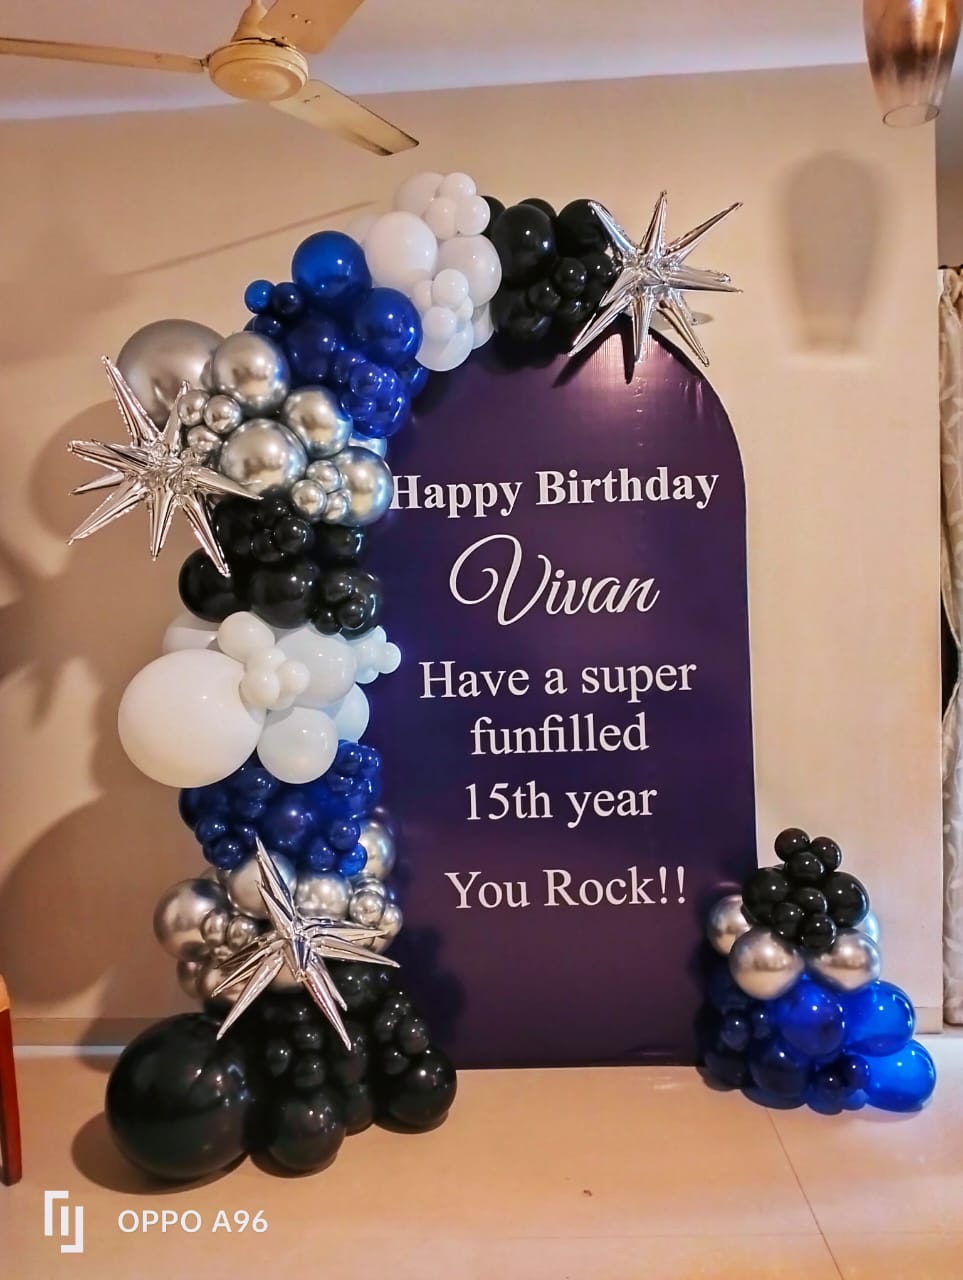 Happy Birthday
Vivan
Have a super
funfilled
15th year
You Rock!!
OPPO A96